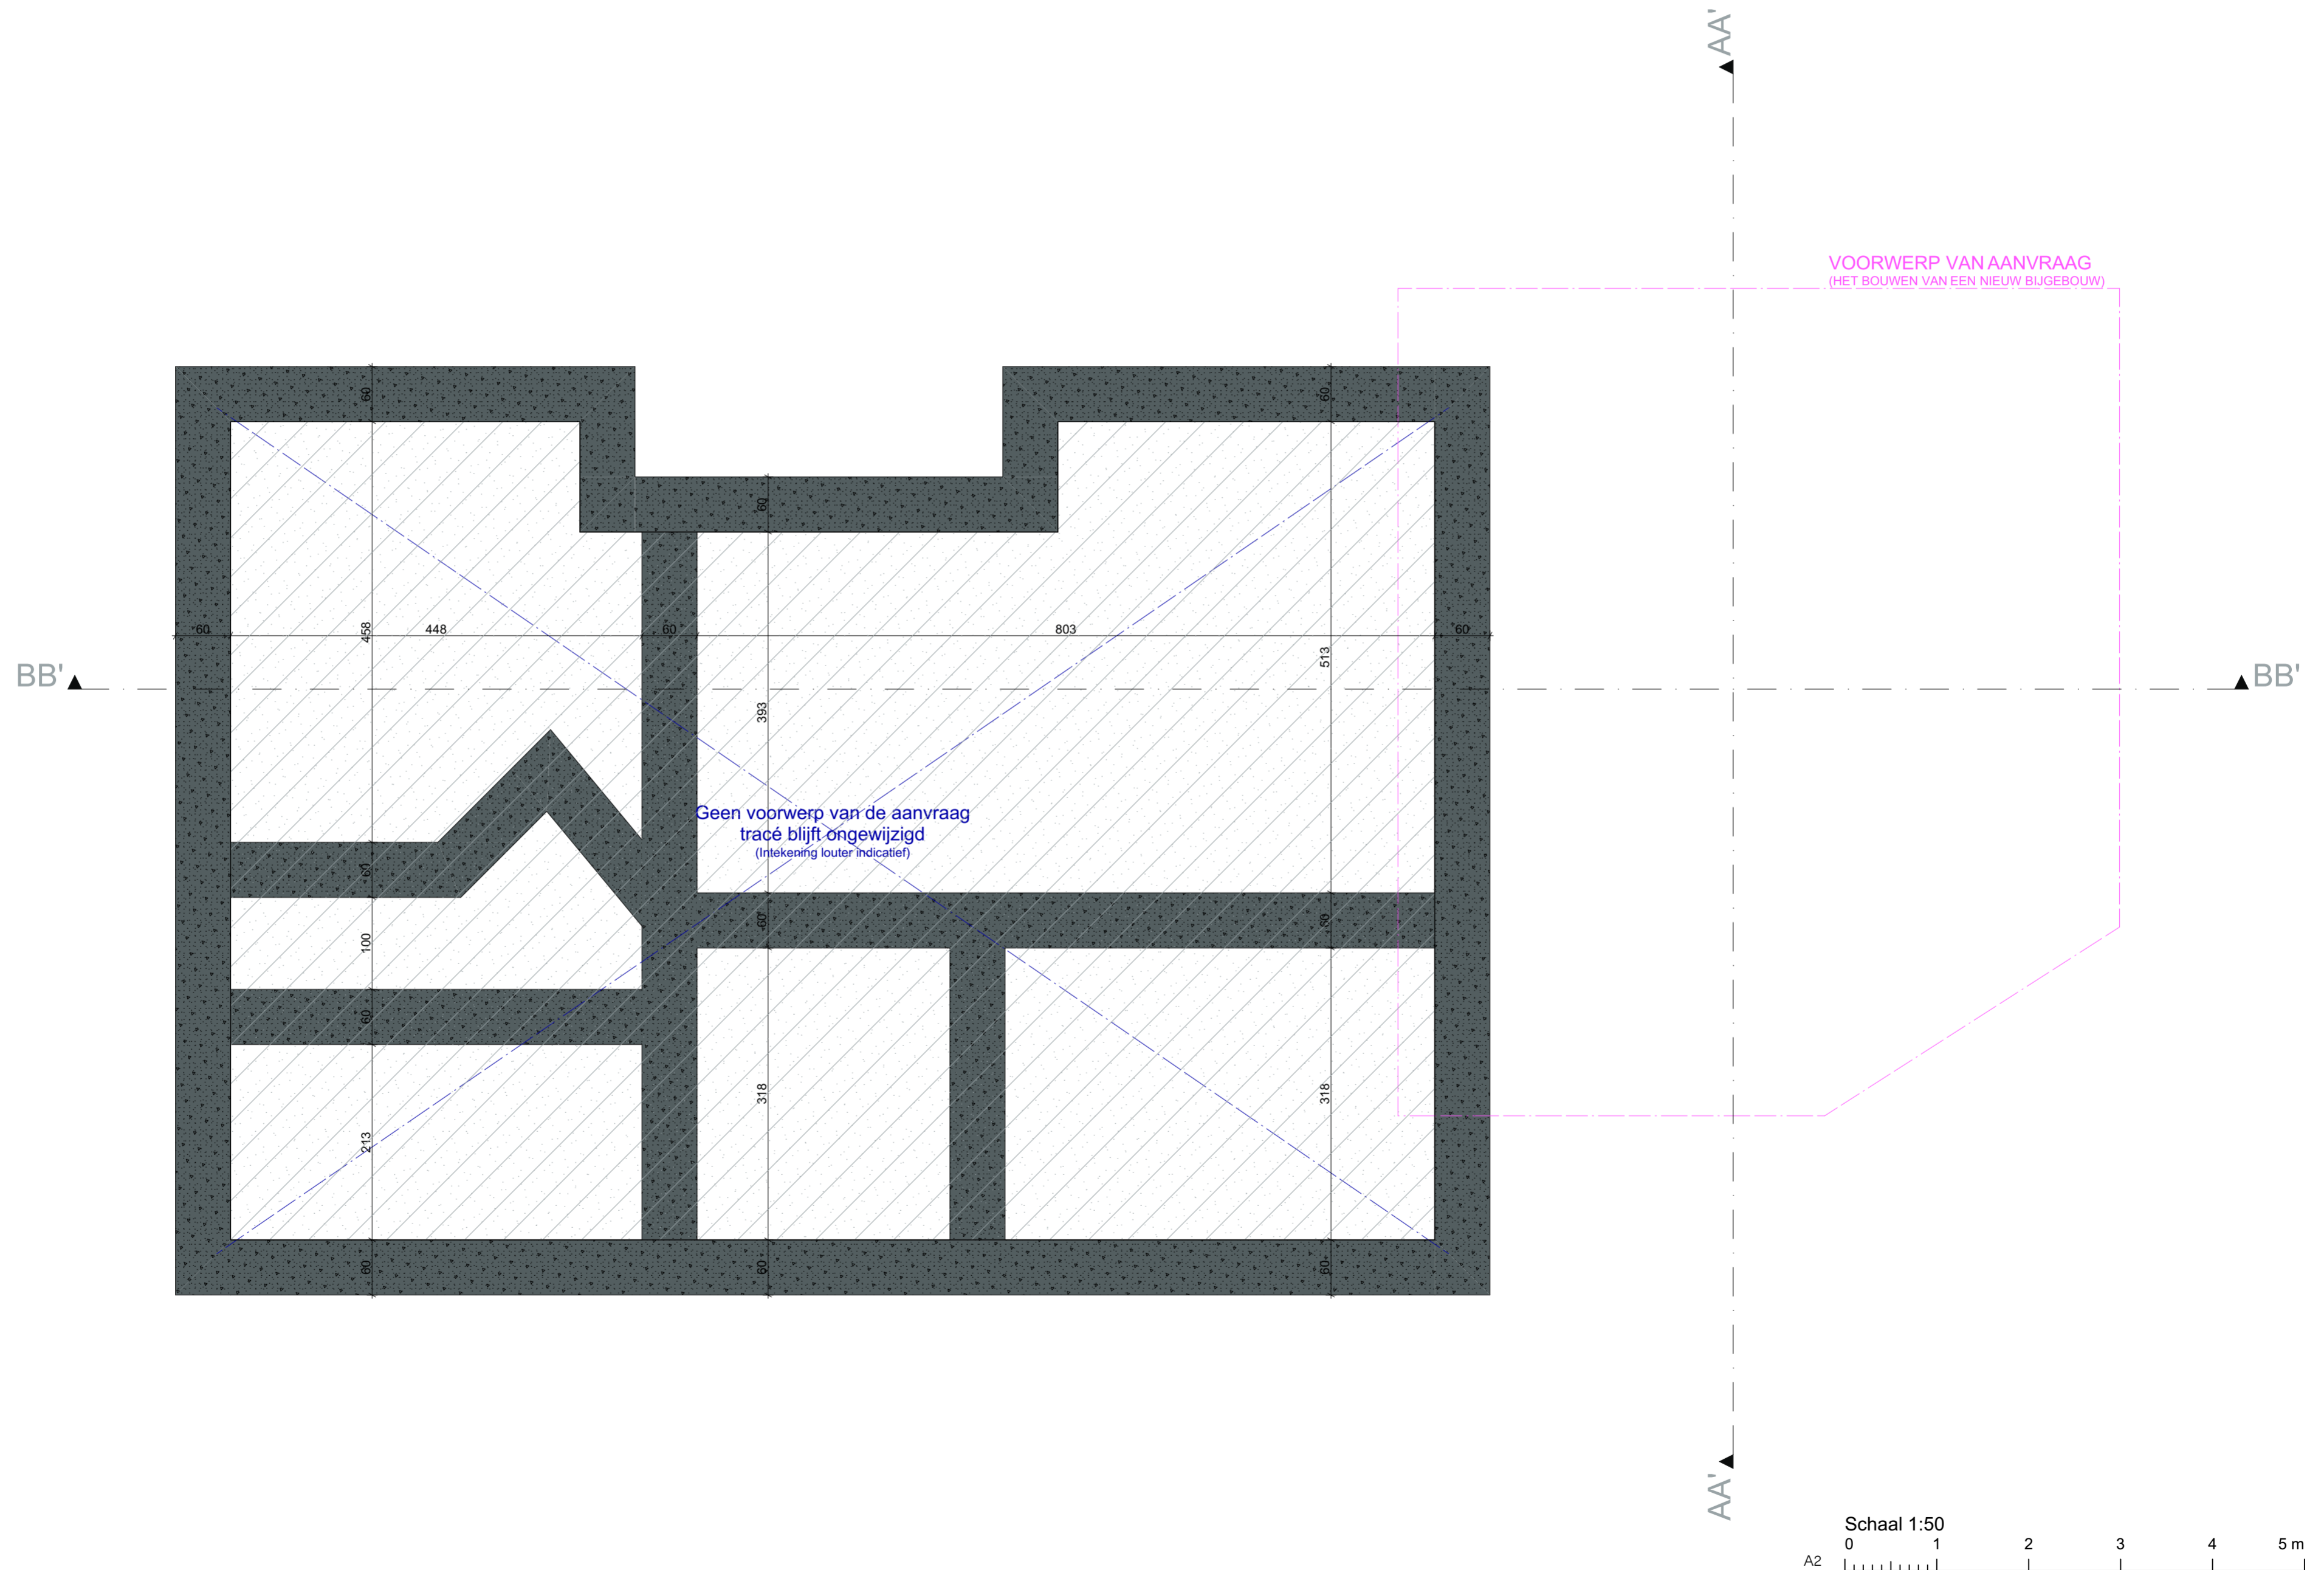 AA'
VOORWERP VAN AANVRAAG
(HET BOUWEN VAN EEN NIEUW BIJGEBOUW)
60
60
60
60
458
448
60
803
60
513
BB'
BB'
393
Geen voorwerp van de aanvraag
tracé blijft ongewijzigd
(Intekening louter indicatief)
60
60
60
100
60
318
318
213
60
60
60
AA'
Schaal 1:50
0 1 2 3 4 5 m
A2